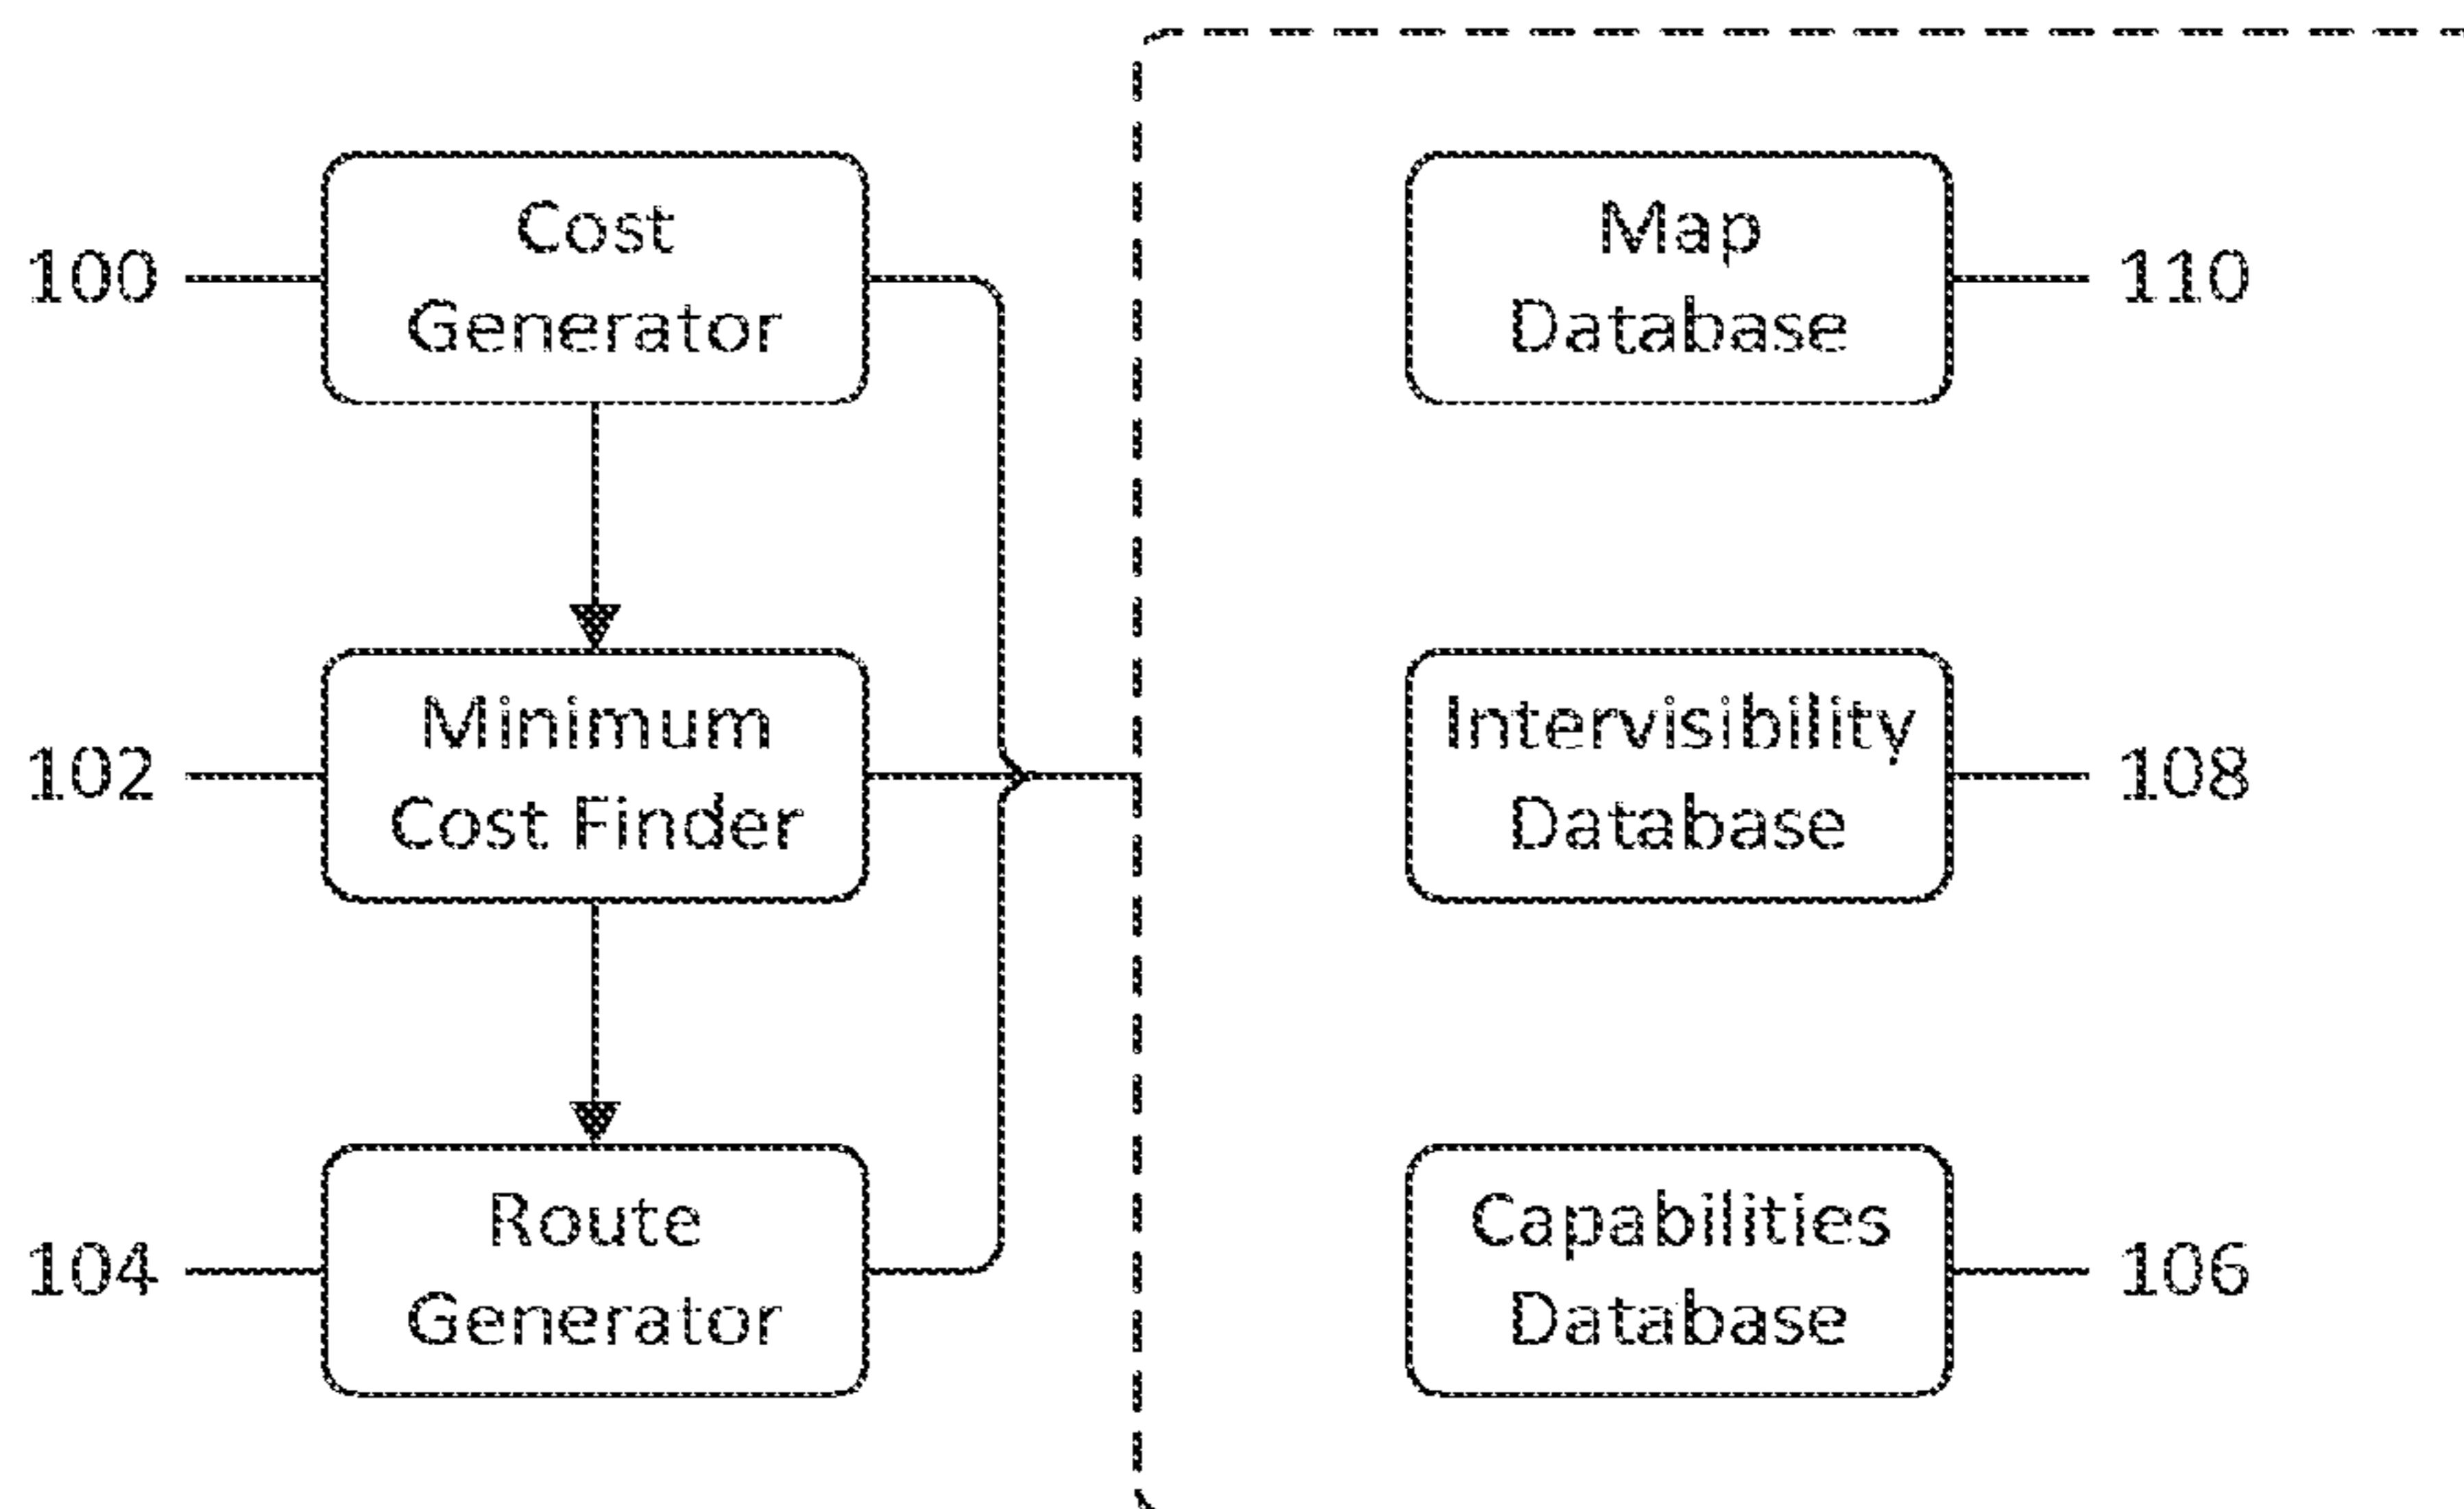 100
Cost
Generator
Map
Database
110
102
Minimum
Cost Finder
Intervisibility
Database
108
104
Route
Generator
Capabilities
Database
106